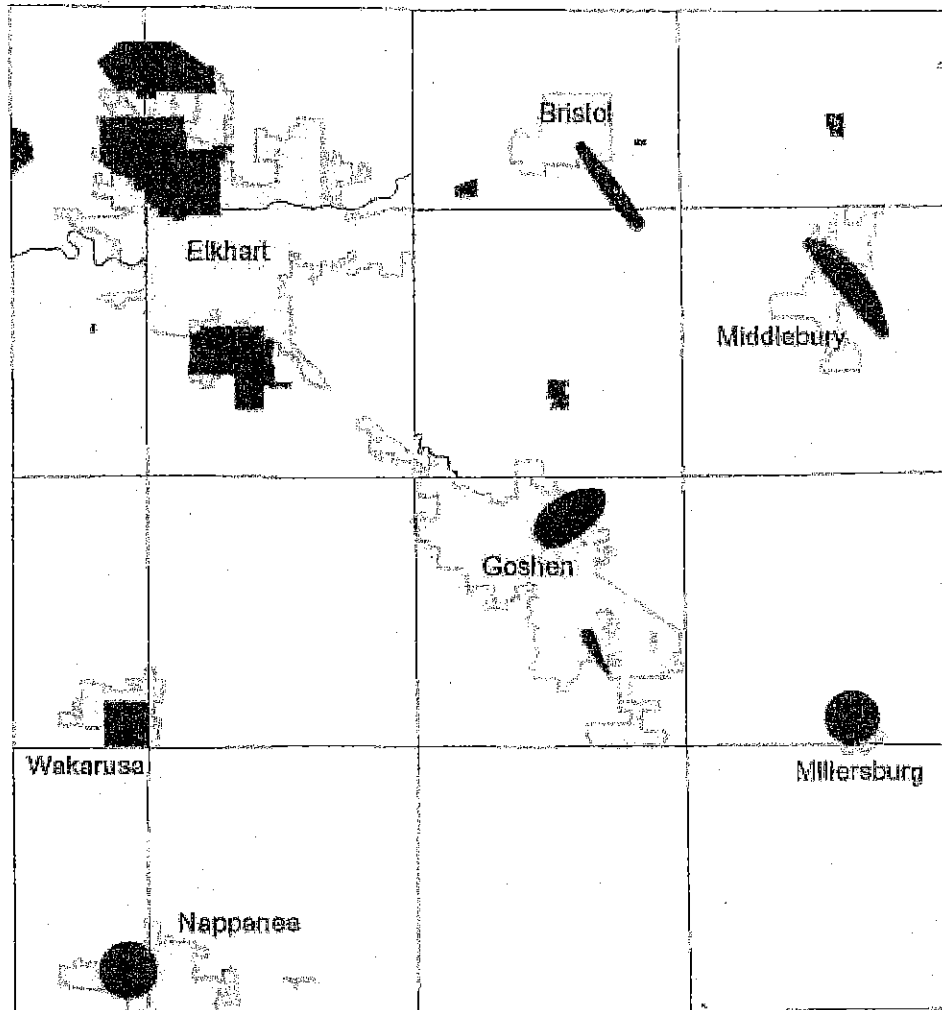 Bristol
Elkhart
Middlebury
Goshen
Wakarusa
Millersburg
Nappanee